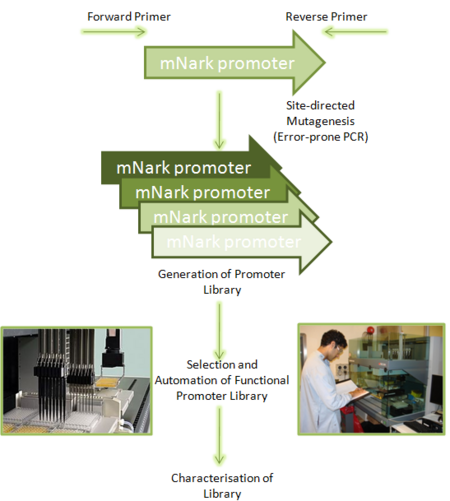 Forward Primer
Reverse Primer
mNark promoter
Site-directed
Mutagenesis
(Error-prone PCR)
mNark promoter
mNark promoter
mNark promoter
mNark promoter
Generation of Promoter
Library
Selection and
Automation of Functional
Promoter Library
Characterisation of
Library